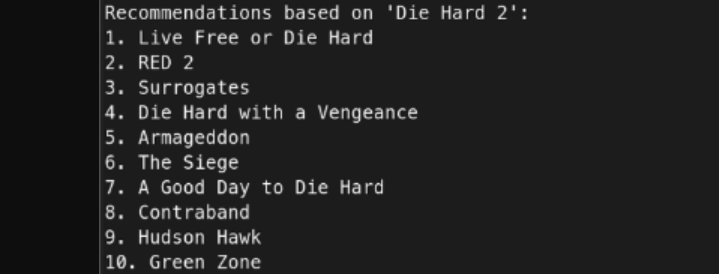 Recommendations based on 'Die Hard 2':
1. Live Free or Die Hard
2. RED 2
3. Surrogates
4. Die Hard with a Vengeance
5. Armageddon
6. The Siege
7. A Good Day to Die Hard
8. Contraband
9. Hudson Hawk
10. Green Zone